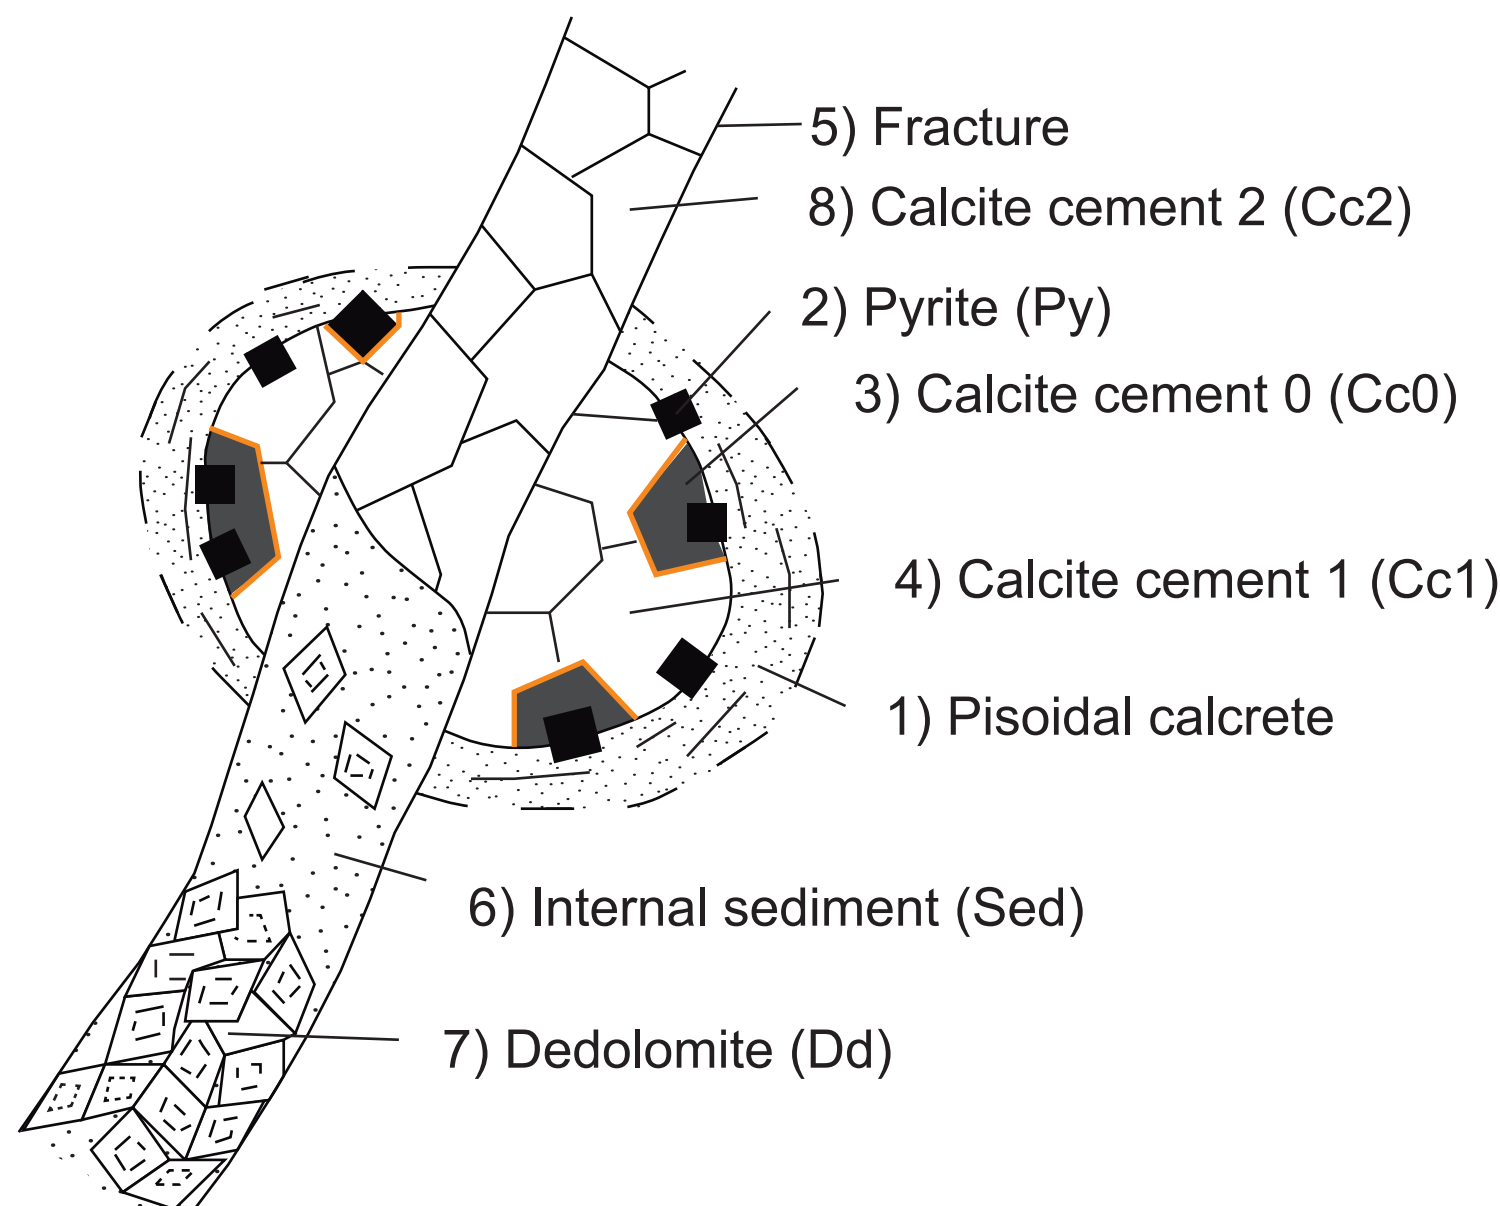 5) Fracture
8) Calcite cement 2 (Cc2)
2) Pyrite (Py)
3) Calcite cement 0 (Cc0)
4) Calcite cement 1 (Cc1)
1) Pisoidal calcrete
6) Internal sediment (Sed)
7) Dedolomite (Dd)